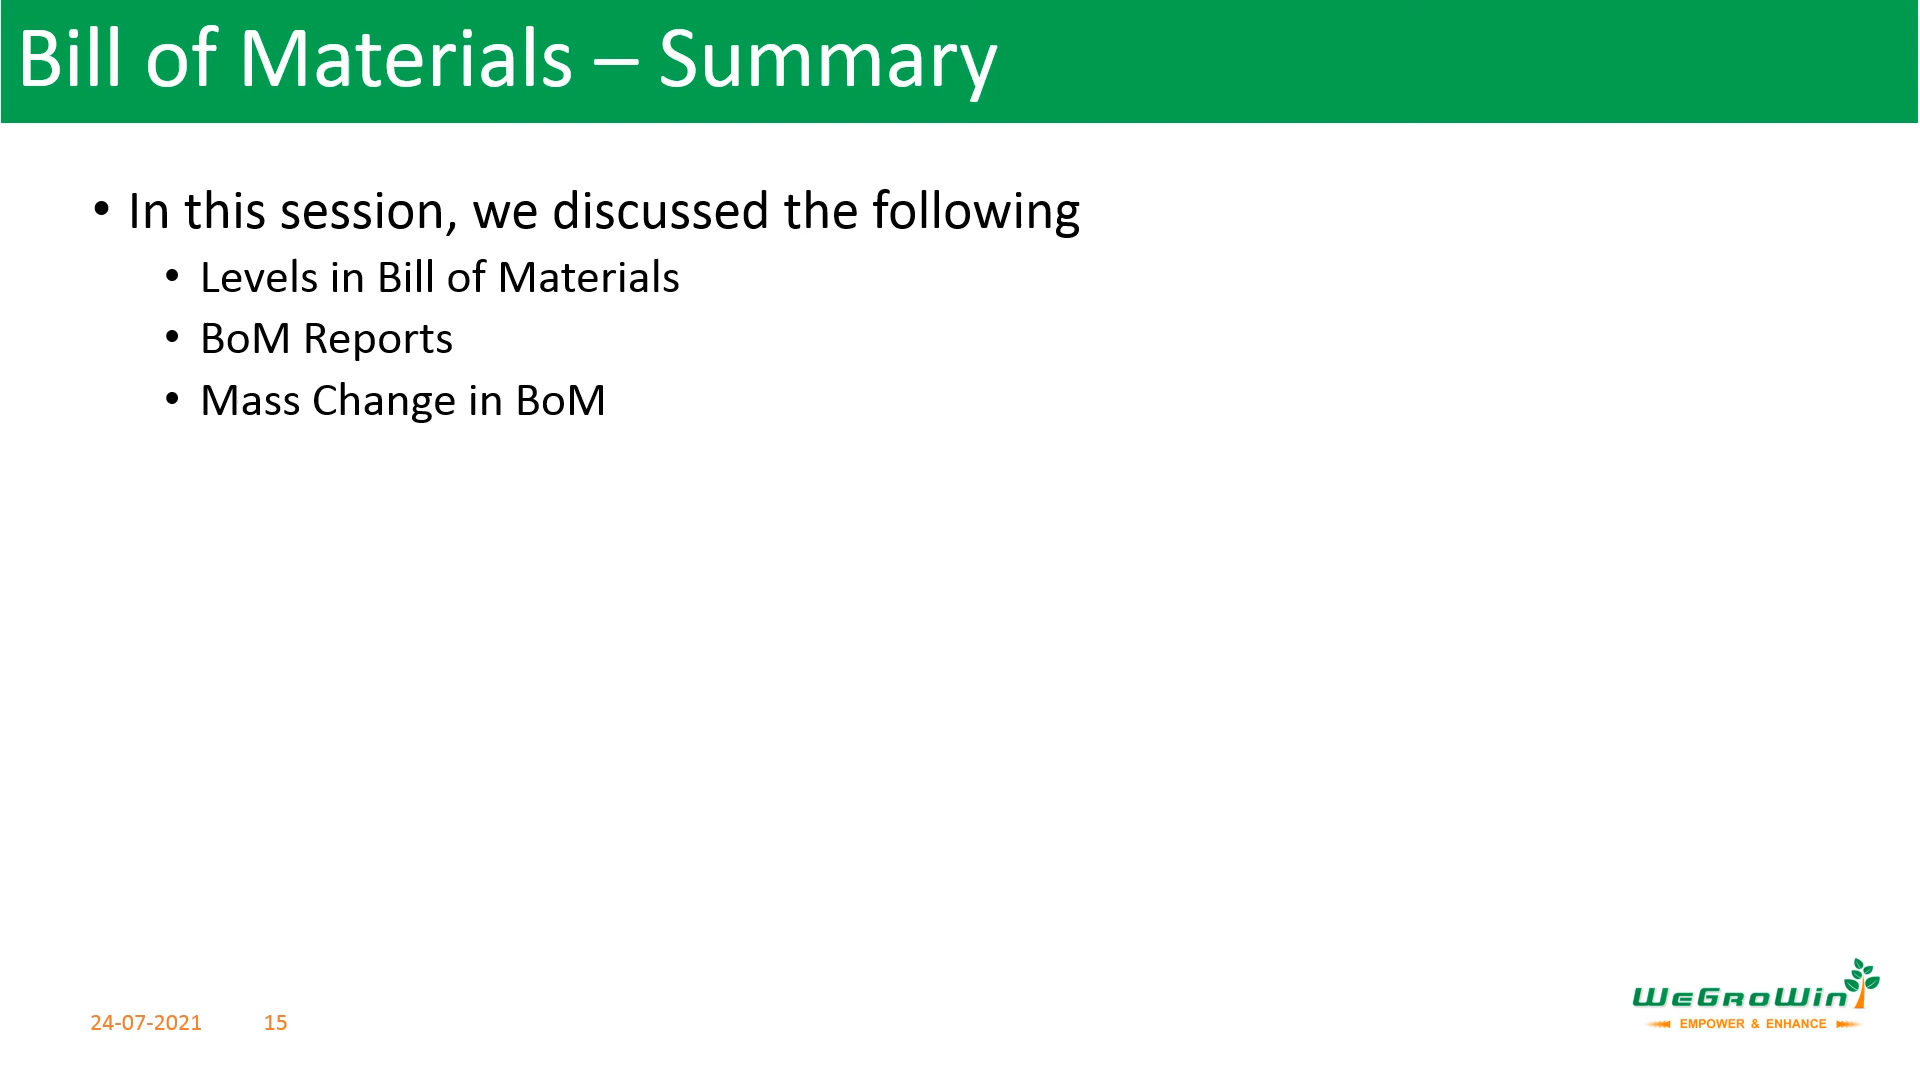 Bill of Materials – Summary
• In this session, we discussed the following
• Levels in Bill of Materials
• BoM Reports
• Mass Change in BoM
24-07-2021 15
WeGroWin
EMPOWER & ENHANCE